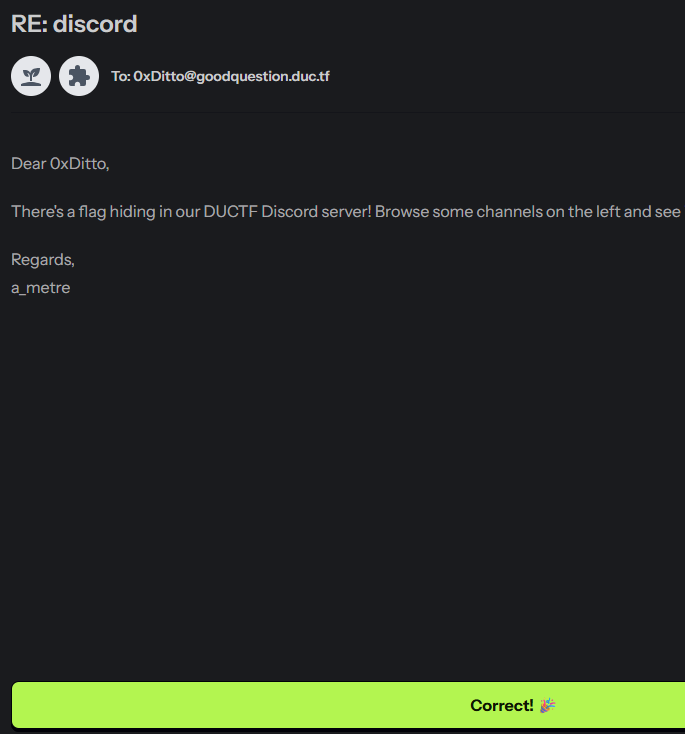 RE: discord
To: 0xDitto@goodquestion.duc.tf
Dear 0xDitto,
There's a flag hiding in our DUCTF Discord server! Browse some channels on the left and see
Regards,
a_metre
Correct! 🎉